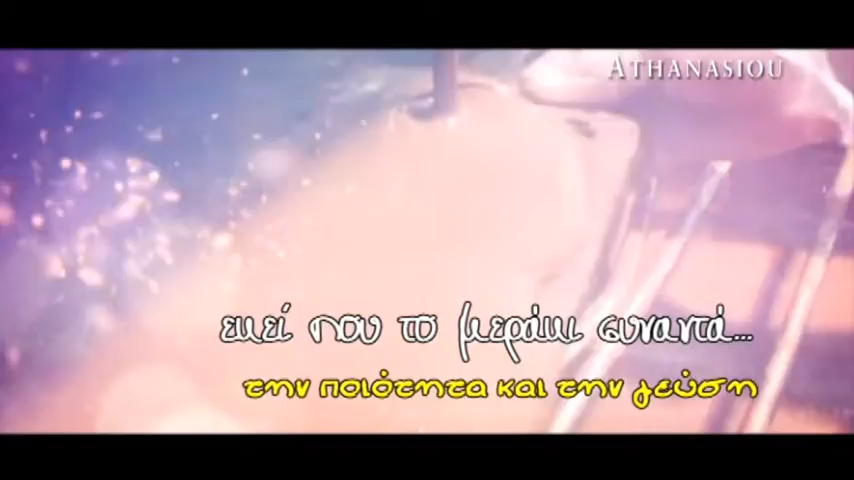 ATHANASIOU
εκεί που το μεράκι συναντά...
την ποιότητα και την γεύση